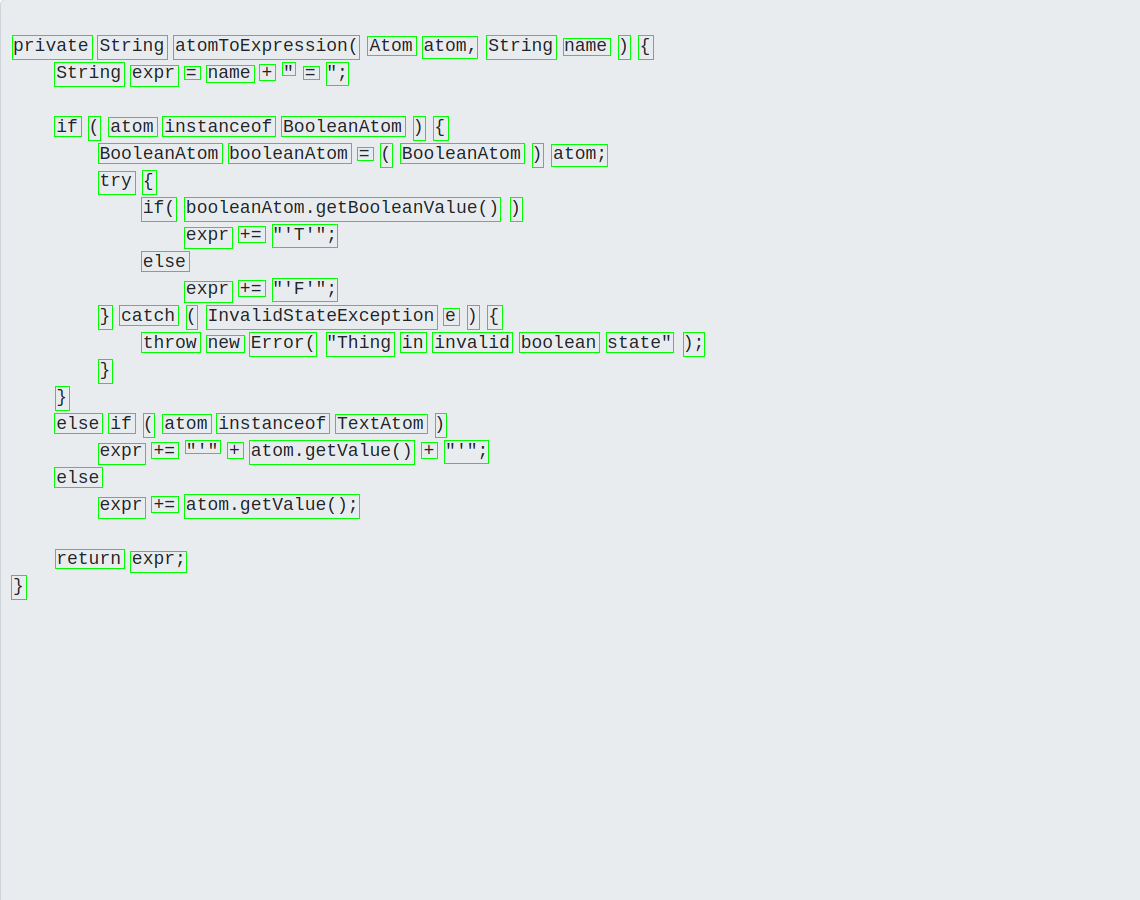 private String atomToExpression( Atom atom, String name ) {
String expr = name + " = ";
if ( atom instanceof BooleanAtom ) {
BooleanAtom booleanAtom = ( BooleanAtom ) atom;
try {
if( booleanAtom.getBooleanValue() )
expr += "'T'";
else
expr += "'F'";
} catch ( InvalidStateException e ) {
throw new Error( "Thing in invalid boolean state" );
}
}
else if ( atom instanceof TextAtom )
expr += "'" + atom.getValue() + "'";
else
expr += atom.getValue();
return expr;
}